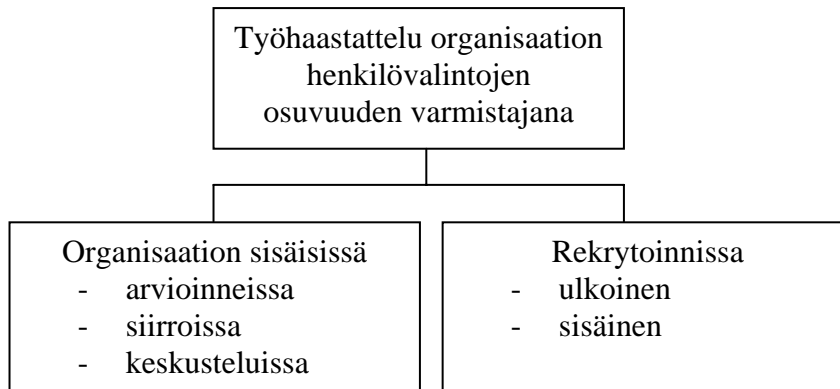 Työhaastattelu organisaation
henkilövalintojen
osuvuuden varmistajana
Organisaation sisäisissä
- arvioinneissa
- siirroissa
- keskusteluissa
Rekrytoinnissa
- ulkoinen
- sisäinen